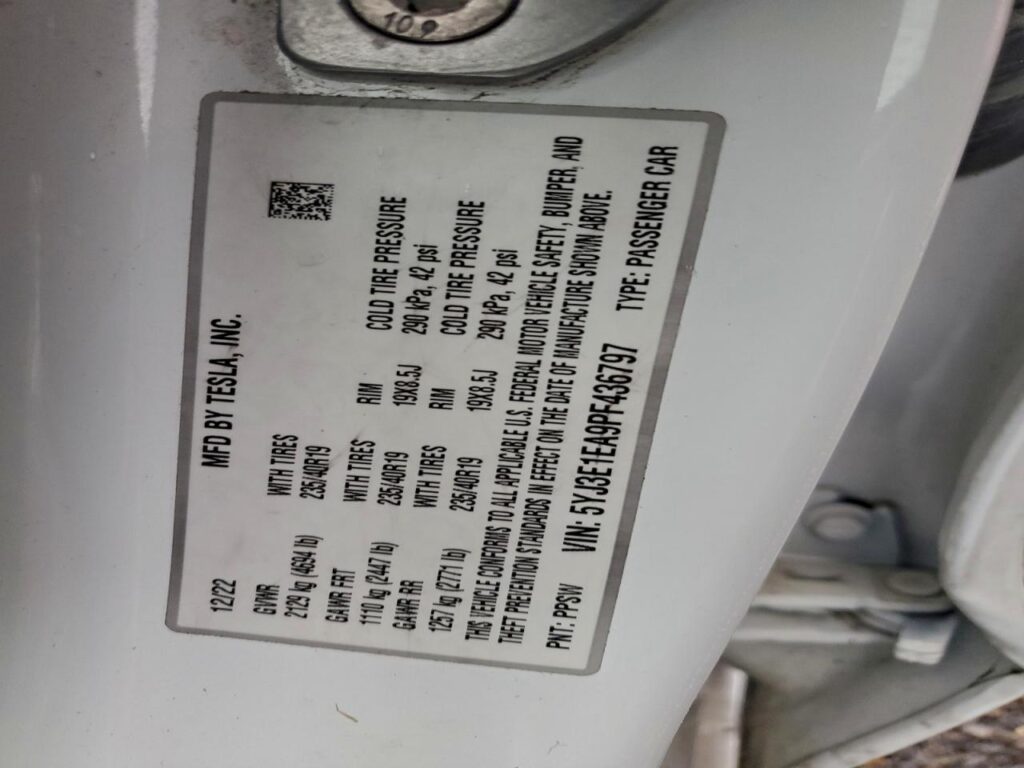 109
MFD BY TESLA, INC.
12/22
GVWR WITH TIRES RIM COLD TIRE PRESSURE
2129 kg (4694 lb) 235/40R19 19X8.5J 290 kPa, 42 psi
GAWR FRT WITH TIRES RIM COLD TIRE PRESSURE
1110 kg (2447 lb) 235/40R19 19X8.5J 290 kPa, 42 psi
GAWR RR WITH TIRES
1257 kg (2771 lb) 235/40R19
THIS VEHICLE CONFORMS TO ALL APPLICABLE U.S. FEDERAL MOTOR VEHICLE SAFETY, BUMPER, AND
THEFT PREVENTION STANDARDS IN EFFECT ON THE DATE OF MANUFACTURE SHOWN ABOVE.
PNT: PPSW VIN: 5YJ3E1EA9PF436797 TYPE: PASSENGER CAR